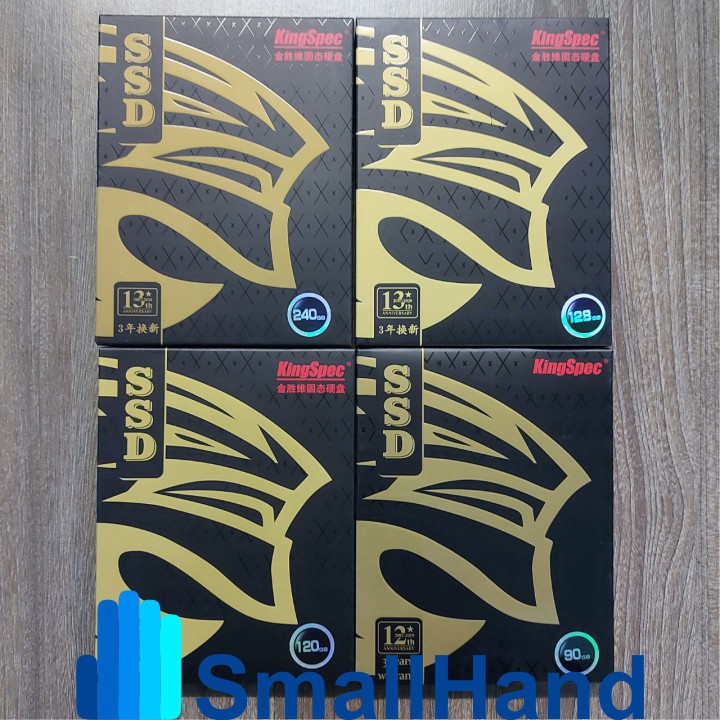 SSD
KingSpec®
金胜维固态硬盘
13th
ANNIVERSARY
3年换新
240GB
SSD
KingSpec®
金胜维固态硬盘
13th
ANNIVERSARY
3年换新
128GB
SSD
KingSpec®
金胜维固态硬盘
120GB
SSD
KingSpec®
12th
ANNIVERSARY
90GB
SmallHand